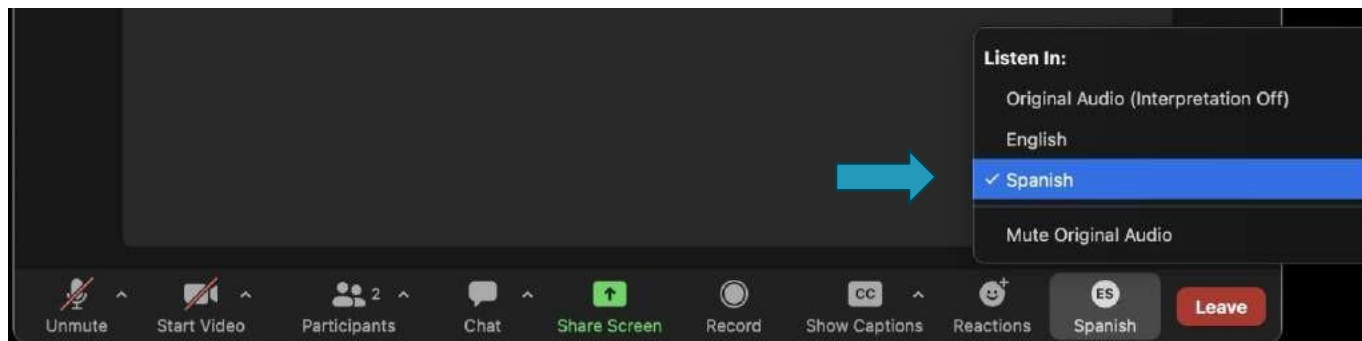 Listen In:
Original Audio (Interpretation Off)
English
Spanish
Mute Original Audio
2
CC
ES
Unmute
Start Video
Participants
Chat
Share Screen
Record
Show Captions
Reactions
Spanish
Leave